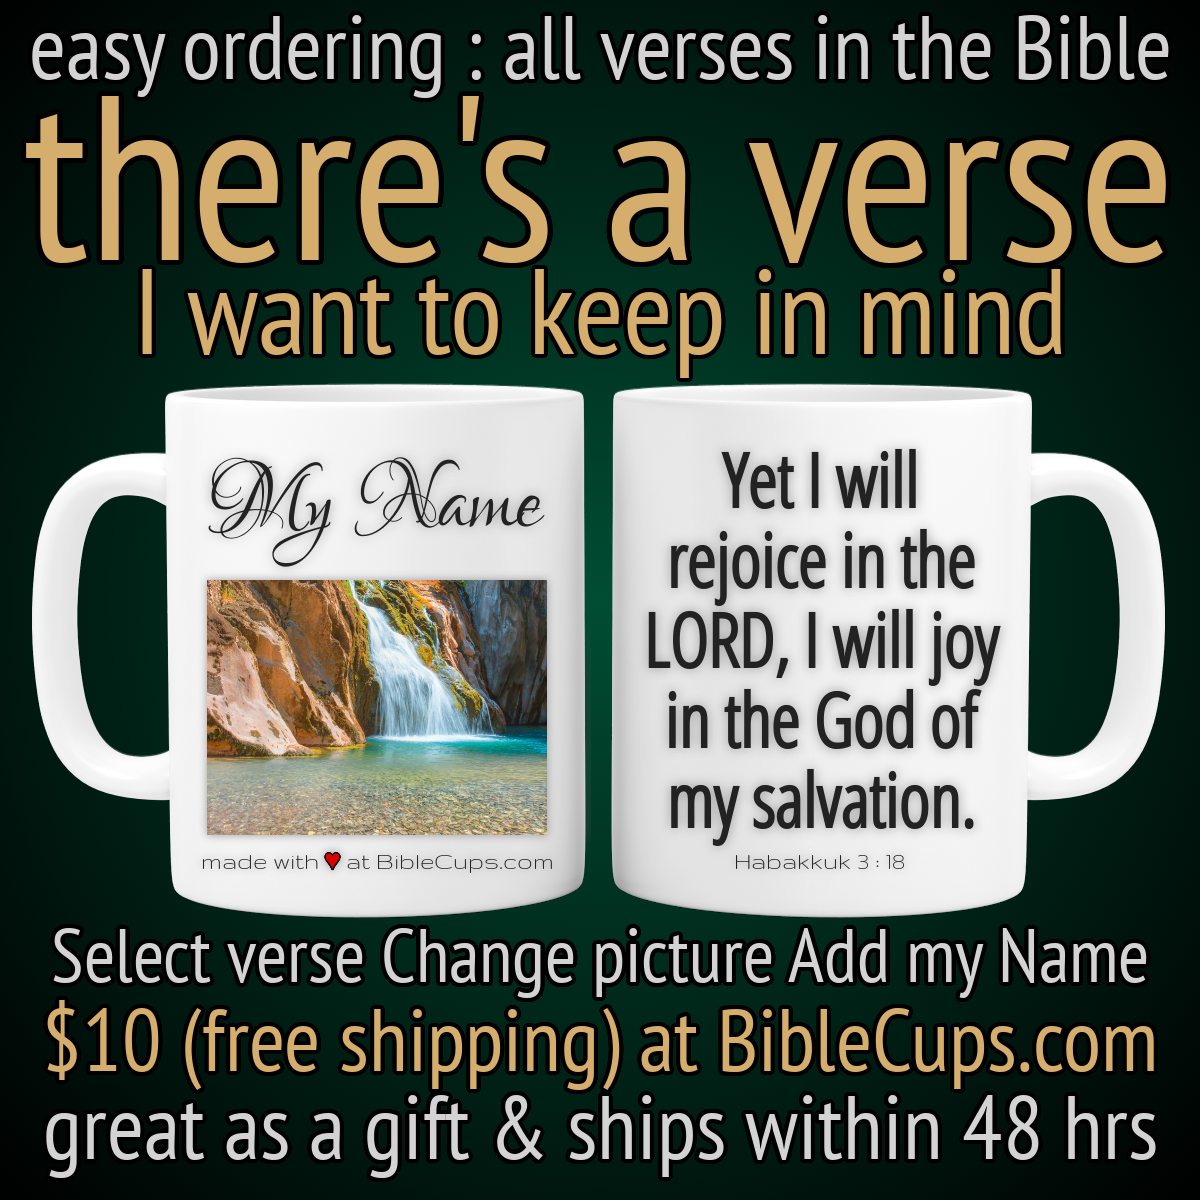 easy ordering : all verses in the Bible
there's a verse
I want to keep in mind
My Name
made with ♥ at BibleCups.com
Yet I will
rejoice in the
LORD, I will joy
in the God of
my salvation.
Habakkuk 3 : 18
Select verse Change picture Add my Name
$10 (free shipping) at BibleCups.com
great as a gift & ships within 48 hrs